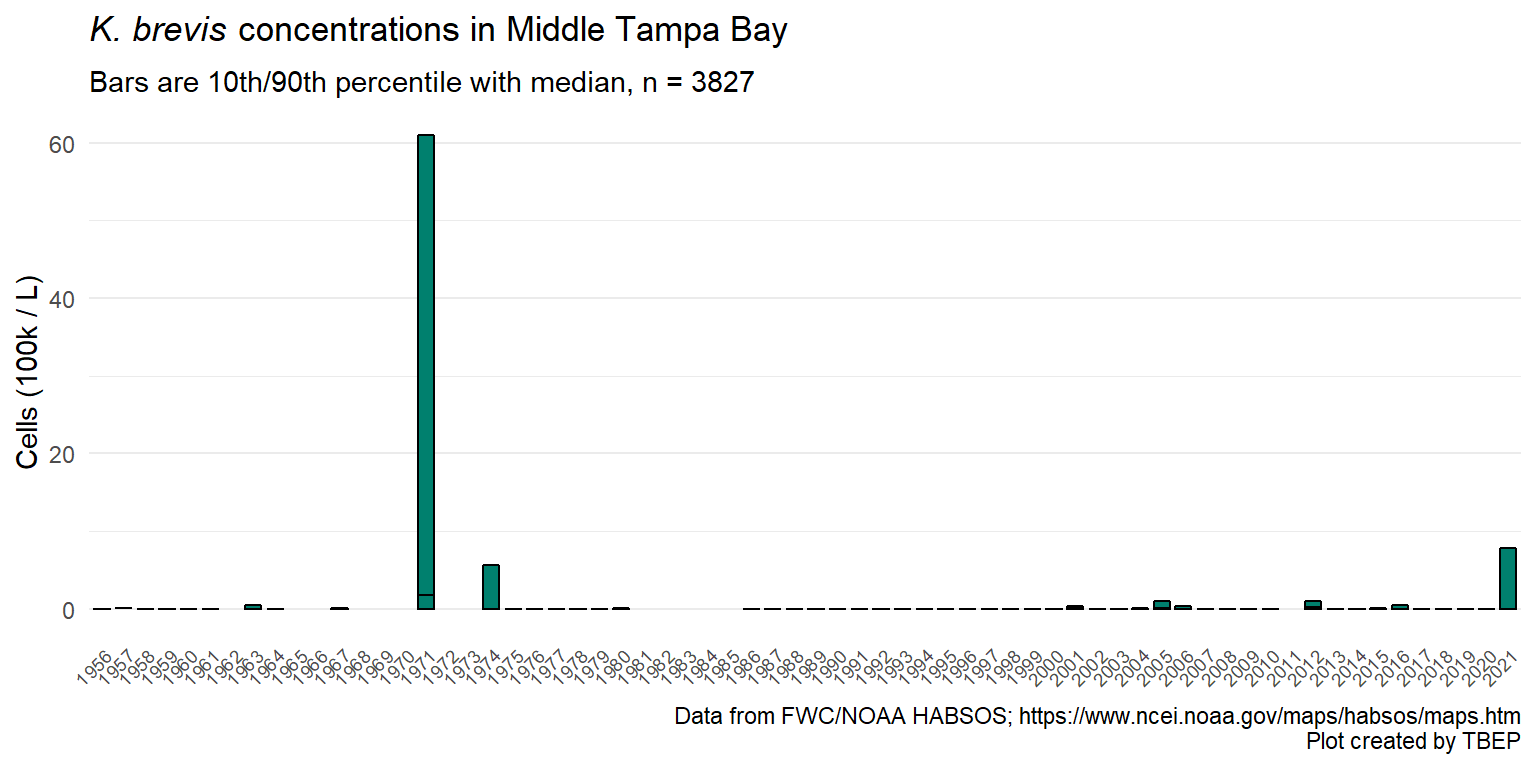 K. brevis concentrations in Middle Tampa Bay
Bars are 10th/90th percentile with median, n = 3827
Cells (100k / L)
60
40
20
0
1956 1957 1958 1959 1960 1961 1962 1963 1964 1965 1966 1967 1968 1969 1970 1971 1972 1973 1974 1975 1976 1977 1978 1979 1980 1981 1982 1983 1984 1985 1986 1987 1988 1989 1990 1991 1992 1993 1994 1995 1996 1997 1998 1999 2000 2001 2002 2003 2004 2005 2006 2007 2008 2009 2010 2011 2012 2013 2014 2015 2016 2017 2018 2019 2020 2021
Data from FWC/NOAA HABSOS; https://www.ncei.noaa.gov/maps/habsos/maps.htm
Plot created by TBEP